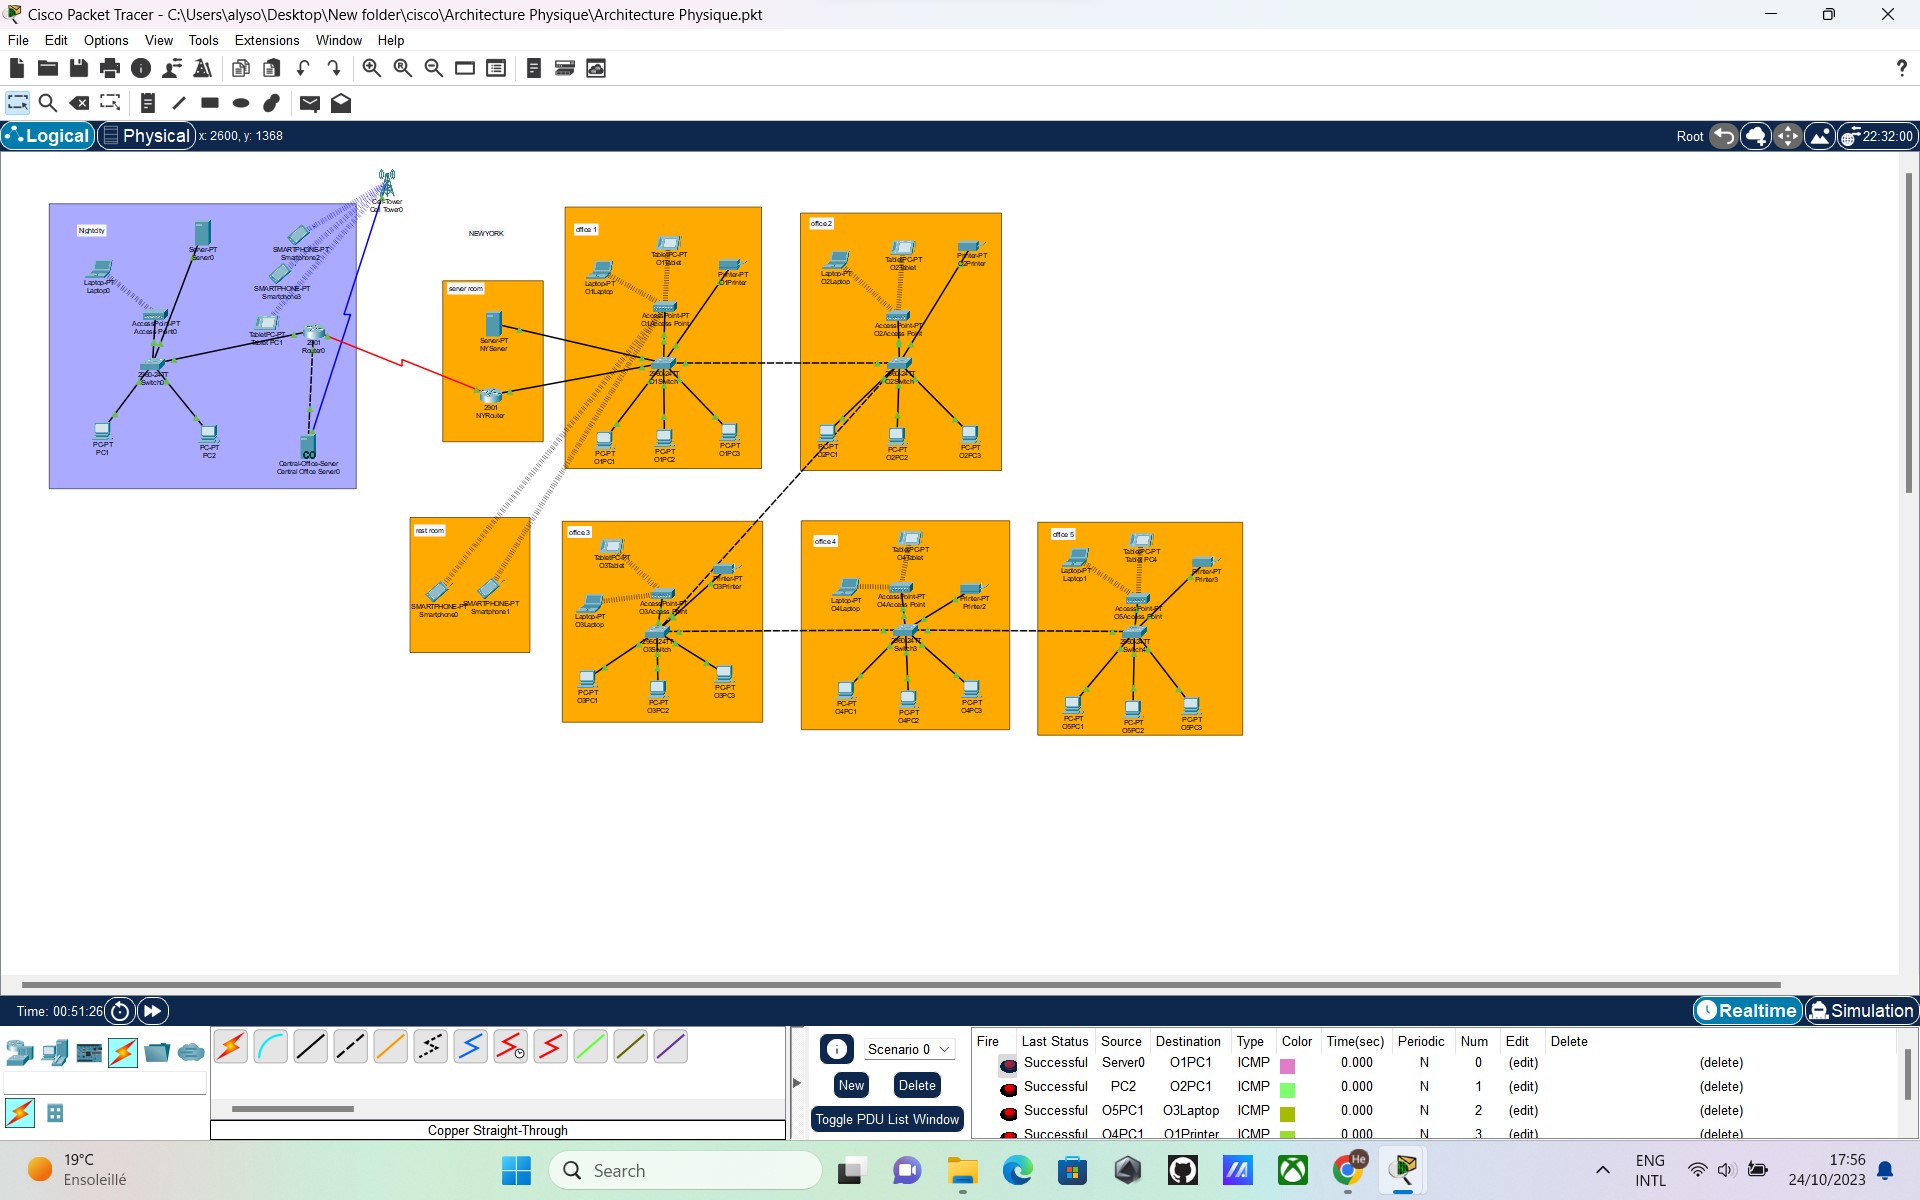 Cisco Packet Tracer - C:\Users\alyso\Desktop\New folder\cisco\Architecture Physique\Architecture Physique.pkt
File Edit Options View Tools Extensions Window Help
Logical Physical x: 2600, y: 1368 Root 22:32:00
Cell-Tower
Cell Tower0
Nightcity
Server-PT
Server0
SMARTPHONE-PT
Smartphone2
Laptop-PT
Laptop0
SMARTPHONE-PT
Smartphone3
AccessPoint-PT
Access Point0
TabletPC-PT
Tablet PC1
2901
Router0
2960-24TT
Switch0
PC-PT
PC1
PC-PT
PC2
CO
Central-Office-Server
Central Office Server0
NEWYORK
server room
Server-PT
NYServer
2901
NYRouter
office 1
TabletPC-PT
O1Tablet
Laptop-PT
O1Laptop
Printer-PT
O1Printer
AccessPoint-PT
O1Access Point
2960-24TT
O1Switch
PC-PT
O1PC1
PC-PT
O1PC2
PC-PT
O1PC3
office 2
TabletPC-PT
O2Tablet
Laptop-PT
O2Laptop
Printer-PT
O2Printer
AccessPoint-PT
O2Access Point
2960-24TT
O2Switch
PC-PT
O2PC1
PC-PT
O2PC2
PC-PT
O2PC3
rest room
SMARTPHONE-PT
Smartphone0
SMARTPHONE-PT
Smartphone1
office 3
TabletPC-PT
O3Tablet
Printer-PT
O3Printer
Laptop-PT
O3Laptop
AccessPoint-PT
O3Access Point
2960-24TT
O3Switch
PC-PT
O3PC1
PC-PT
O3PC2
PC-PT
O3PC3
office 4
TabletPC-PT
O4Tablet
Laptop-PT
O4Laptop
AccessPoint-PT
O4Access Point
Printer-PT
Printer2
2960-24TT
Switch3
PC-PT
O4PC1
PC-PT
O4PC2
PC-PT
O4PC3
office 5
TabletPC-PT
Tablet PC4
Laptop-PT
Laptop1
Printer-PT
Printer3
AccessPoint-PT
O5Access Point
2960-24TT
Switch4
PC-PT
O5PC1
PC-PT
O5PC2
PC-PT
O5PC3
Time: 00:51:26 Realtime Simulation
Scenario 0
New Delete
Toggle PDU List Window
Copper Straight-Through
Fire Last Status Source Destination Type Color Time(sec) Periodic Num Edit Delete
Successful Server0 O1PC1 ICMP 0.000 N 0 (edit) (delete)
Successful PC2 O2PC1 ICMP 0.000 N 1 (edit) (delete)
Successful O5PC1 O3Laptop ICMP 0.000 N 2 (edit) (delete)
Successful O4PC1 O1Printer ICMP 0.000 N 3 (edit) (delete)
19°C
Ensoleillé
Search
He
ENG
INTL
17:56
24/10/2023